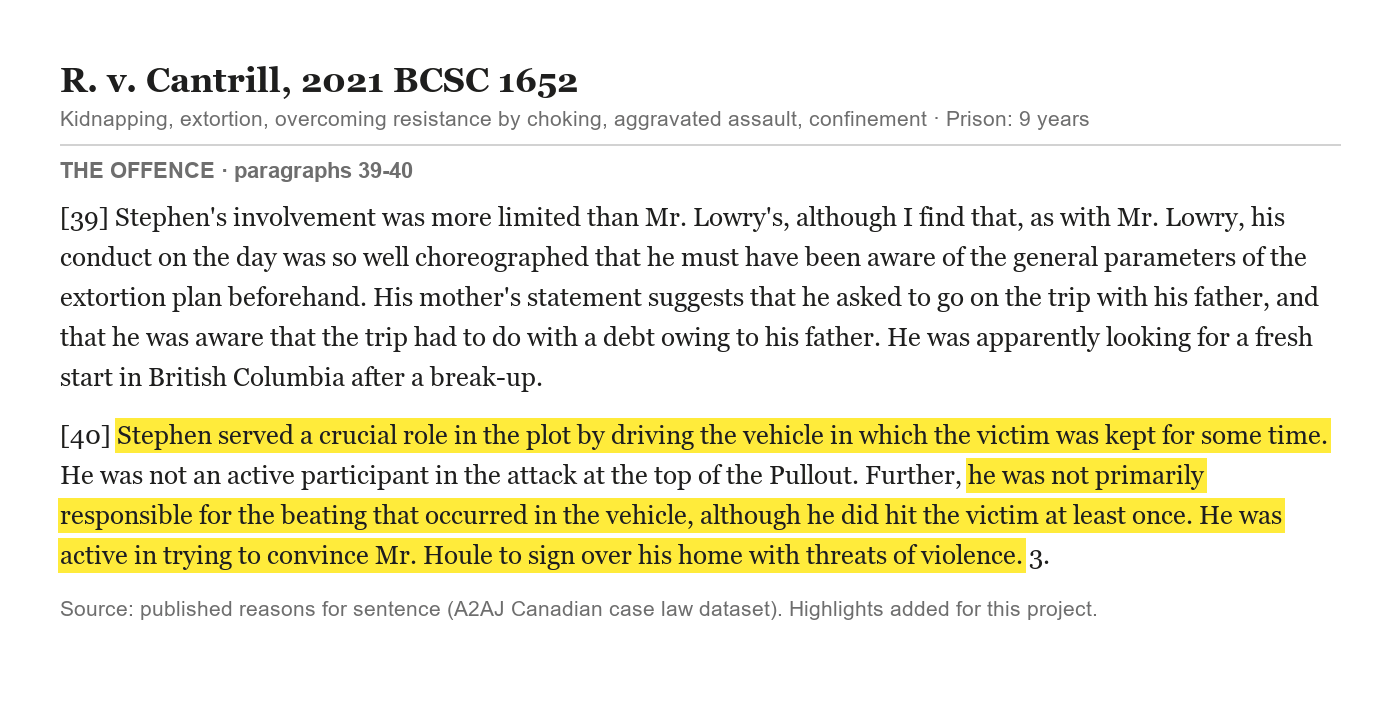 R. v. Cantrill, 2021 BCSC 1652
Kidnapping, extortion, overcoming resistance by choking, aggravated assault, confinement · Prison: 9 years
THE OFFENCE · paragraphs 39-40
[39] Stephen's involvement was more limited than Mr. Lowry's, although I find that, as with Mr. Lowry, his
conduct on the day was so well choreographed that he must have been aware of the general parameters of the
extortion plan beforehand. His mother's statement suggests that he asked to go on the trip with his father, and
that he was aware that the trip had to do with a debt owing to his father. He was apparently looking for a fresh
start in British Columbia after a break-up.
[40] Stephen served a crucial role in the plot by driving the vehicle in which the victim was kept for some time.
He was not an active participant in the attack at the top of the Pullout. Further, he was not primarily
responsible for the beating that occurred in the vehicle, although he did hit the victim at least once. He was
active in trying to convince Mr. Houle to sign over his home with threats of violence. 3.
Source: published reasons for sentence (A2AJ Canadian case law dataset). Highlights added for this project.